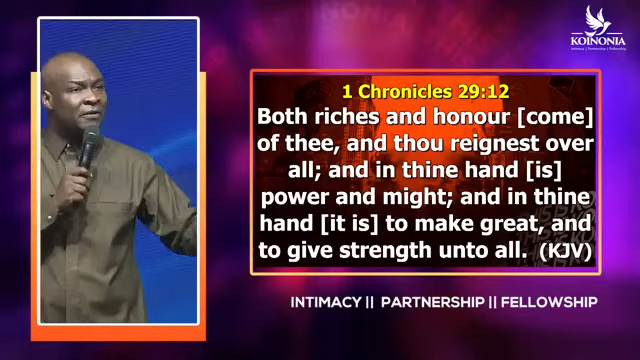 KOINONIA
Intimacy | Partnership | Fellowship
1 Chronicles 29:12
Both riches and honour [come]
of thee, and thou reignest over
all; and in thine hand [is]
power and might; and in thine
hand [it is] to make great, and
to give strength unto all. (KJV)
INTIMACY || PARTNERSHIP || FELLOWSHIP